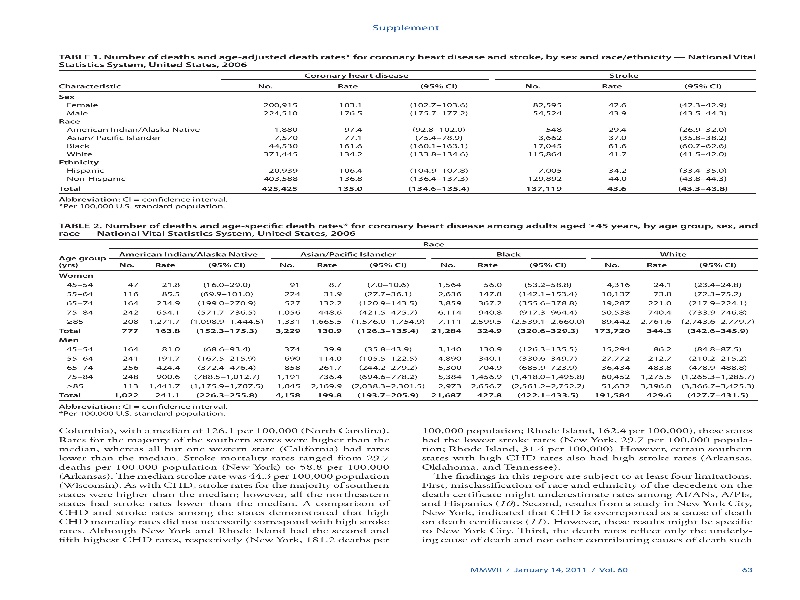 Supplement
TABLE 1. Number of deaths and age-adjusted death rates* for coronary heart disease and stroke, by sex and race/ethnicity — National Vital
Statistics System, United States, 2006
Coronary heart disease Stroke
Characteristic No. Rate (95% CI) No. Rate (95% CI)
Sex
Female 200,915 103.1 (102.7–103.6) 82,595 42.6 (42.3–42.9)
Male 224,510 176.5 (175.7–177.2) 54,524 43.9 (43.5–44.3)
Race
American Indian/Alaska Native 1,880 97.4 (92.8–102.0) 548 29.4 (26.9–32.0)
Asian/Pacific Islander 7,570 77.1 (75.4–78.9) 3,662 37.0 (35.8–38.2)
Black 44,530 161.6 (160.1–163.1) 17,045 61.6 (60.7–62.6)
White 371,445 134.2 (133.8–134.6) 115,864 41.7 (41.5–42.0)
Ethnicity
Hispanic 20,939 106.4 (104.9–107.8) 7,005 34.2 (33.4–35.0)
Non-Hispanic 403,588 136.8 (136.4–137.3) 129,892 44.0 (43.8–44.3)
Total 425,425 135.0 (134.6–135.4) 137,119 43.6 (43.3–43.8)
Abbreviation: CI = confidence interval.
*Per 100,000 U.S. standard population.
TABLE 2. Number of deaths and age-specific death rates* for coronary heart disease among adults aged ≥45 years, by age group, sex, and
race — National Vital Statistics System, United States, 2006
Race
Age group American Indian/Alaska Native Asian/Pacific Islander Black White
(yrs) No. Rate (95% CI) No. Rate (95% CI) No. Rate (95% CI) No. Rate (95% CI)
Women
45–54 47 21.8 (16.0–29.0) 91 8.7 (7.0–10.6) 1,564 56.0 (53.2–58.8) 4,316 24.1 (23.4–24.8)
55–64 116 85.5 (69.9–101.0) 224 31.9 (27.7–36.1) 2,636 147.8 (142.1–153.4) 10,137 73.8 (72.3–75.2)
65–74 164 234.9 (199.0–270.9) 527 132.2 (120.9–143.5) 3,859 367.2 (355.6–378.8) 19,287 221.0 (217.9–224.1)
75–84 242 654.1 (571.7–736.5) 1,056 448.6 (421.5–475.7) 6,114 940.8 (917.3–964.4) 50,538 740.4 (733.9–746.8)
≥85 208 1,271.7 (1,098.9–1,444.5) 1,331 1,665.5 (1,576.0–1,754.9) 7,111 2,599.5 (2,539.1–2,660.0) 89,442 2,761.6 (2,743.6–2,779.7)
Total 777 163.8 (152.3–175.3) 3,229 130.9 (126.3–135.4) 21,284 324.9 (320.6–329.3) 173,720 344.3 (342.6–345.9)
Men
45–54 164 81.0 (68.6–93.4) 374 39.9 (35.8–43.9) 3,140 130.9 (126.3–135.5) 15,294 86.2 (84.8–87.5)
55–64 241 191.7 (167.5–215.9) 690 114.0 (105.5–122.5) 4,890 340.1 (330.6–349.7) 27,772 212.7 (210.2–215.2)
65–74 256 424.4 (372.4–476.4) 858 261.7 (244.2–279.2) 5,300 704.9 (685.9–723.9) 36,434 483.8 (478.9–488.8)
75–84 248 900.6 (788.5–1,012.7) 1,191 736.4 (694.6–778.2) 5,384 1,456.9 (1,418.0–1,495.8) 60,452 1,275.5 (1,265.3–1,285.7)
≥85 113 1,441.7 (1,175.9–1,707.5) 1,045 2,169.9 (2,038.3–2,301.5) 2,973 2,656.7 (2,561.2–2,752.2) 51,632 3,396.0 (3,366.7–3,425.3)
Total 1,022 241.1 (226.3–255.8) 4,158 199.8 (193.7–205.9) 21,687 427.8 (422.1–433.5) 191,584 429.6 (427.7–431.5)
Abbreviation: CI = confidence interval.
*Per 100,000 U.S. standard population.
Columbia), with a median of 126.1 per 100,000 (North Carolina).
Rates for the majority of the southern states were higher than the
median, whereas all but one western state (California) had rates
lower than the median. Stroke mortality rates ranged from 29.7
deaths per 100,000 population (New York) to 58.8 per 100,000
(Arkansas). The median stroke rate was 44.3 per 100,000 population
(Wisconsin). As with CHD, stroke rates for the majority of southern
states were higher than the median; however, all the northeastern
states had stroke rates lower than the median. A comparison of
CHD and stroke rates among the states demonstrated that high
CHD mortality rates did not necessarily correspond with high stroke
rates. Although New York and Rhode Island had the second and
fifth highest CHD rates, respectively (New York, 181.2 deaths per
100,000 population; Rhode Island, 162.4 per 100,000), those states
had the lowest stroke rates (New York, 29.7 per 100,000 popula-
tion; Rhode Island, 31.4 per 100,000). However, certain southern
states with high CHD rates also had high stroke rates (Arkansas,
Oklahoma, and Tennessee).
The findings in this report are subject to at least four limitations.
First, misclassification of race and ethnicity of the decedent on the
death certificate might underestimate rates among AI/ANs, A/PIs,
and Hispanics (10). Second, results from a study in New York City,
New York, indicated that CHD is overreported as a cause of death
on death certificates (11). However, those results might be specific
to New York City. Third, the death rates reflect only the underly-
ing cause of death and not other contributing causes of death such
MMWR / January 14, 2011 / Vol. 60 63